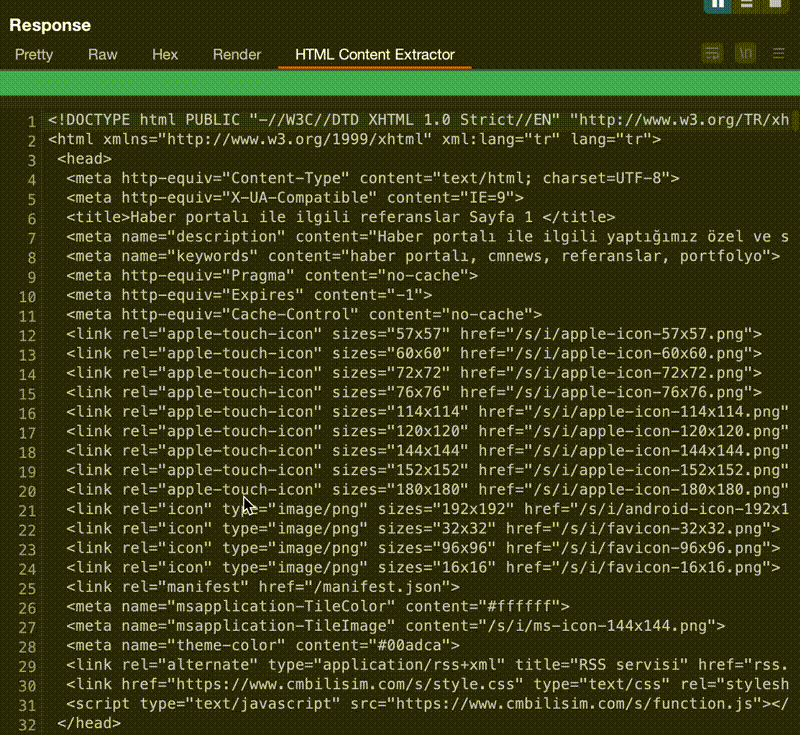 Response
Pretty Raw Hex Render HTML Content Extractor
\n
1 <!DOCTYPE html PUBLIC "-//W3C//DTD XHTML 1.0 Strict//EN" "http://www.w3.org/TR/xh
2 <html xmlns="http://www.w3.org/1999/xhtml" xml:lang="tr" lang="tr">
3 <head>
4 <meta http-equiv="Content-Type" content="text/html; charset=UTF-8">
5 <meta http-equiv="X-UA-Compatible" content="IE=9">
6 <title>Haber portalı ile ilgili referanslar Sayfa 1 </title>
7 <meta name="description" content="Haber portalı ile ilgili yaptığımız özel ve s
8 <meta name="keywords" content="haber portalı, cmnews, referanslar, portfolyo">
9 <meta http-equiv="Pragma" content="no-cache">
10 <meta http-equiv="Expires" content="-1">
11 <meta http-equiv="Cache-Control" content="no-cache">
12 <link rel="apple-touch-icon" sizes="57x57" href="/s/i/apple-icon-57x57.png">
13 <link rel="apple-touch-icon" sizes="60x60" href="/s/i/apple-icon-60x60.png">
14 <link rel="apple-touch-icon" sizes="72x72" href="/s/i/apple-icon-72x72.png">
15 <link rel="apple-touch-icon" sizes="76x76" href="/s/i/apple-icon-76x76.png">
16 <link rel="apple-touch-icon" sizes="114x114" href="/s/i/apple-icon-114x114.png"
17 <link rel="apple-touch-icon" sizes="120x120" href="/s/i/apple-icon-120x120.png"
18 <link rel="apple-touch-icon" sizes="144x144" href="/s/i/apple-icon-144x144.png"
19 <link rel="apple-touch-icon" sizes="152x152" href="/s/i/apple-icon-152x152.png"
20 <link rel="apple-touch-icon" sizes="180x180" href="/s/i/apple-icon-180x180.png"
21 <link rel="icon" type="image/png" sizes="192x192" href="/s/i/android-icon-192x1
22 <link rel="icon" type="image/png" sizes="32x32" href="/s/i/favicon-32x32.png">
23 <link rel="icon" type="image/png" sizes="96x96" href="/s/i/favicon-96x96.png">
24 <link rel="icon" type="image/png" sizes="16x16" href="/s/i/favicon-16x16.png">
25 <link rel="manifest" href="/manifest.json">
26 <meta name="msapplication-TileColor" content="#ffffff">
27 <meta name="msapplication-TileImage" content="/s/i/ms-icon-144x144.png">
28 <meta name="theme-color" content="#00adca">
29 <link rel="alternate" type="application/rss+xml" title="RSS servisi" href="rss.
30 <link href="https://www.cmbilisim.com/s/style.css" type="text/css" rel="stylesh
31 <script type="text/javascript" src="https://www.cmbilisim.com/s/function.js"></
32 </head>